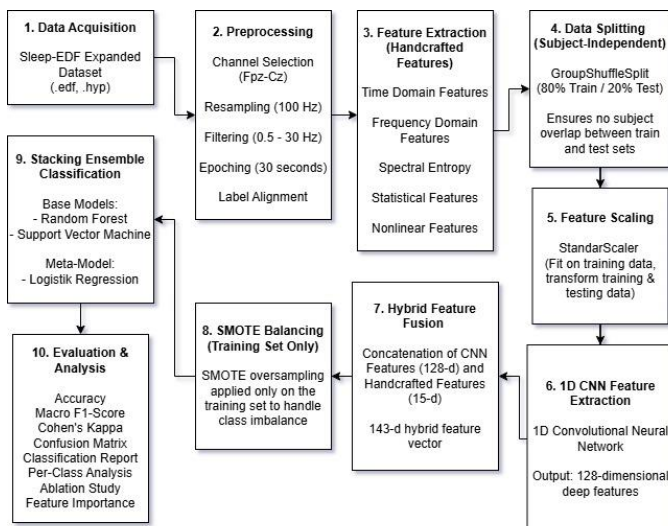 1. Data Acquisition
Sleep-EDF Expanded
Dataset
(.edf, .hyp)
2. Preprocessing
Channel Selection
(Fpz-Cz)
Resampling (100 Hz)
Filtering (0.5 - 30 Hz)
Epoching (30 seconds)
Label Alignment
3. Feature Extraction
(Handcrafted
Features)
Time Domain Features
Frequency Domain
Features
Spectral Entropy
Statistical Features
Nonlinear Features
4. Data Splitting
(Subject-Independent)
GroupShuffleSplit
(80% Train / 20% Test)
Ensures no subject
overlap between train
and test sets
5. Feature Scaling
StandarScaler
(Fit on training data,
transform training &
testing data)
6. 1D CNN Feature
Extraction
1D Convolutional Neural
Network
Output: 128-dimensional
deep features
7. Hybrid Feature
Fusion
Concatenation of CNN
Features (128-d) and
Handcrafted Features
(15-d)
143-d hybrid feature
vector
8. SMOTE Balancing
(Training Set Only)
SMOTE oversampling
applied only on the
training set to handle
class imbalance
9. Stacking Ensemble
Classification
Base Models:
- Random Forest
- Support Vector Machine
Meta-Model:
- Logistik Regression
10. Evaluation &
Analysis
Accuracy
Macro F1-Score
Cohen's Kappa
Confusion Matrix
Classification Report
Per-Class Analysis
Ablation Study
Feature Importance